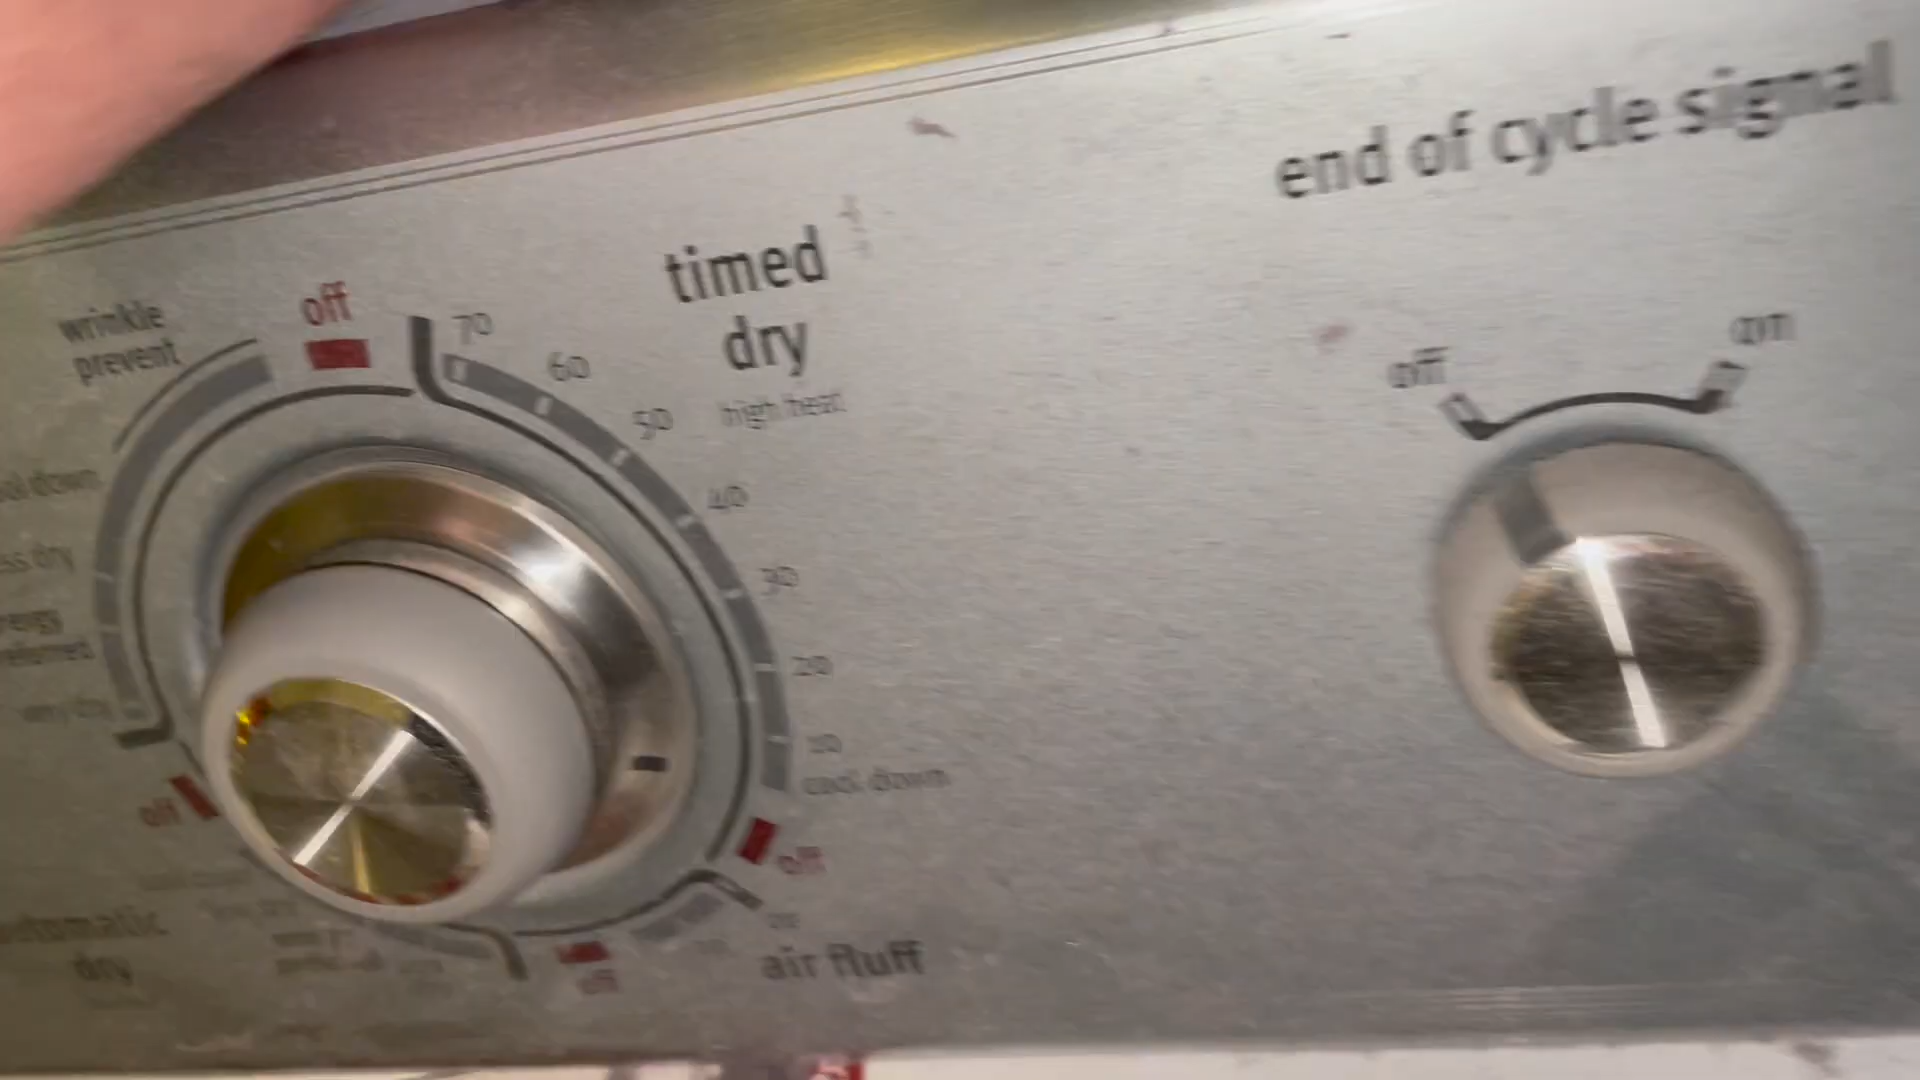 end of cycle signal
timed
dry
high heat
off
on
wrinkle
prevent
off
70
60
50
40
30
20
10
cool down
off
off
off
air fluff
dry